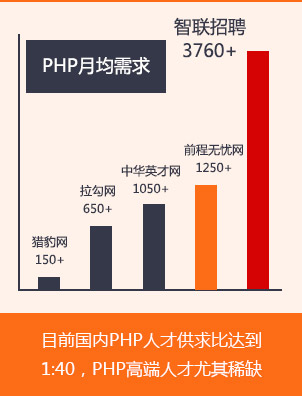 智联招聘
3760+
PHP月均需求
前程无忧网
1250+
中华英才网
1050+
拉勾网
650+
猎豹网
150+
目前国内PHP人才供求比达到
1:40，PHP高端人才尤其稀缺